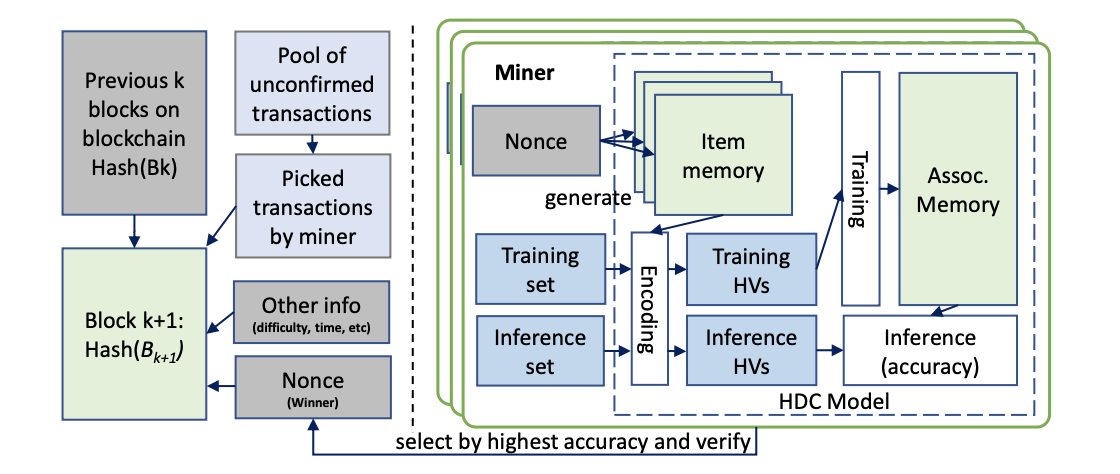 Previous k
blocks on
blockchain
Hash(Bk)
Pool of
unconfirmed
transactions
Picked
transactions
by miner
Block k+1:
Hash(Bk+1)
Other info
(difficulty, time, etc)
Nonce
(Winner)
Miner
Nonce
generate
Item
memory
Training
set
Inference
set
Encoding
Training
HVs
Inference
HVs
Training
Assoc.
Memory
Inference
(accuracy)
HDC Model
select by highest accuracy and verify